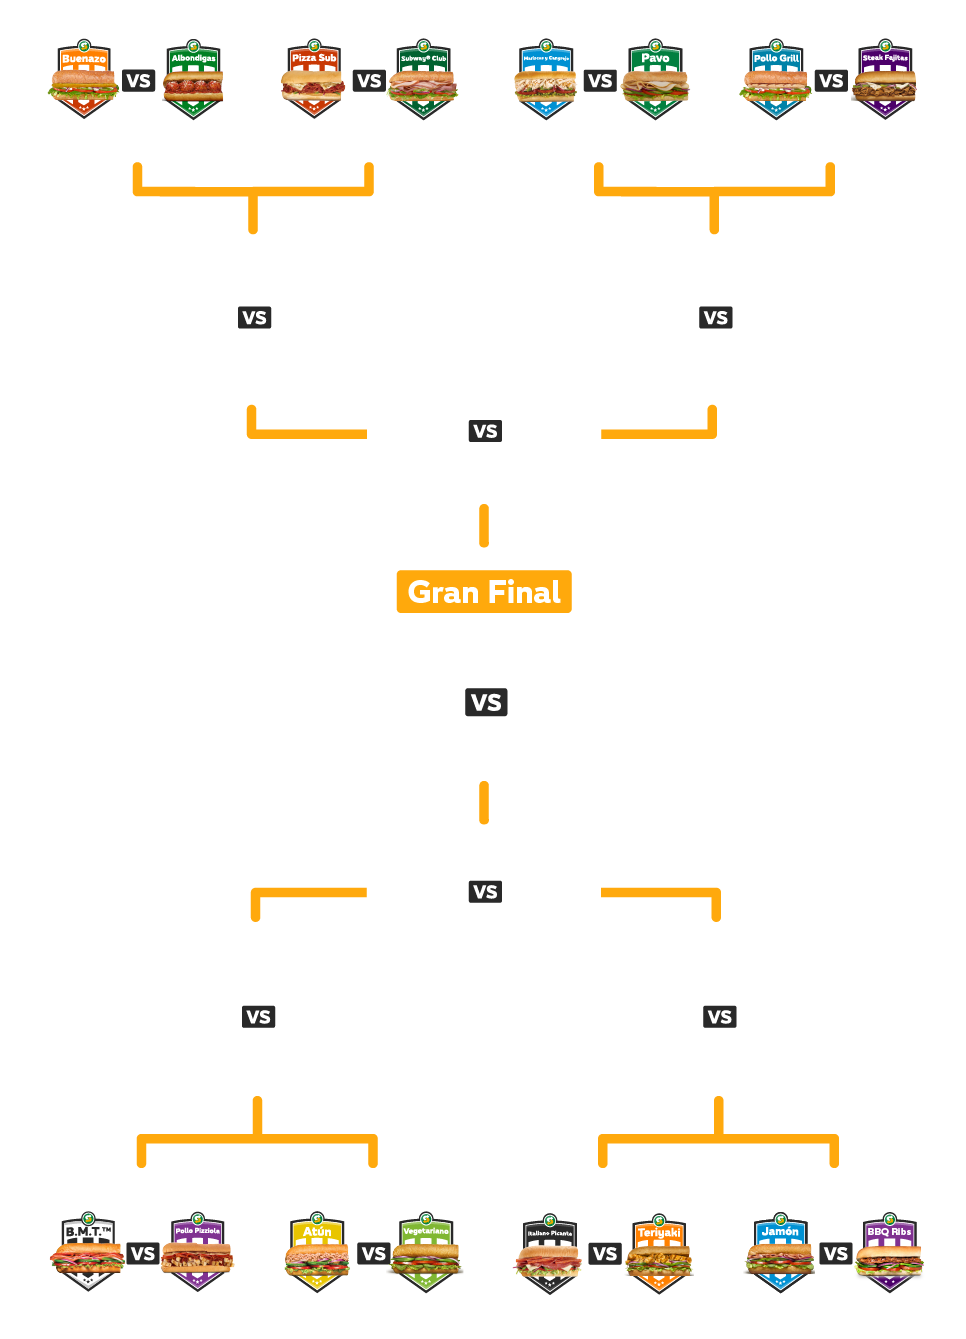 Buenazo
VS
Albondigas
Pizza Sub
VS
Subway® Club
Mariscos y Cangrejo
VS
Pavo
Pollo Grill
VS
Steak Fajitas
VS
VS
VS
Gran Final
VS
VS
VS
VS
B.M.T.™
VS
Pollo Pizziola
Atún
VS
Vegetariano
Italiano Picante
VS
Teriyaki
Jamón
VS
BBQ Ribs